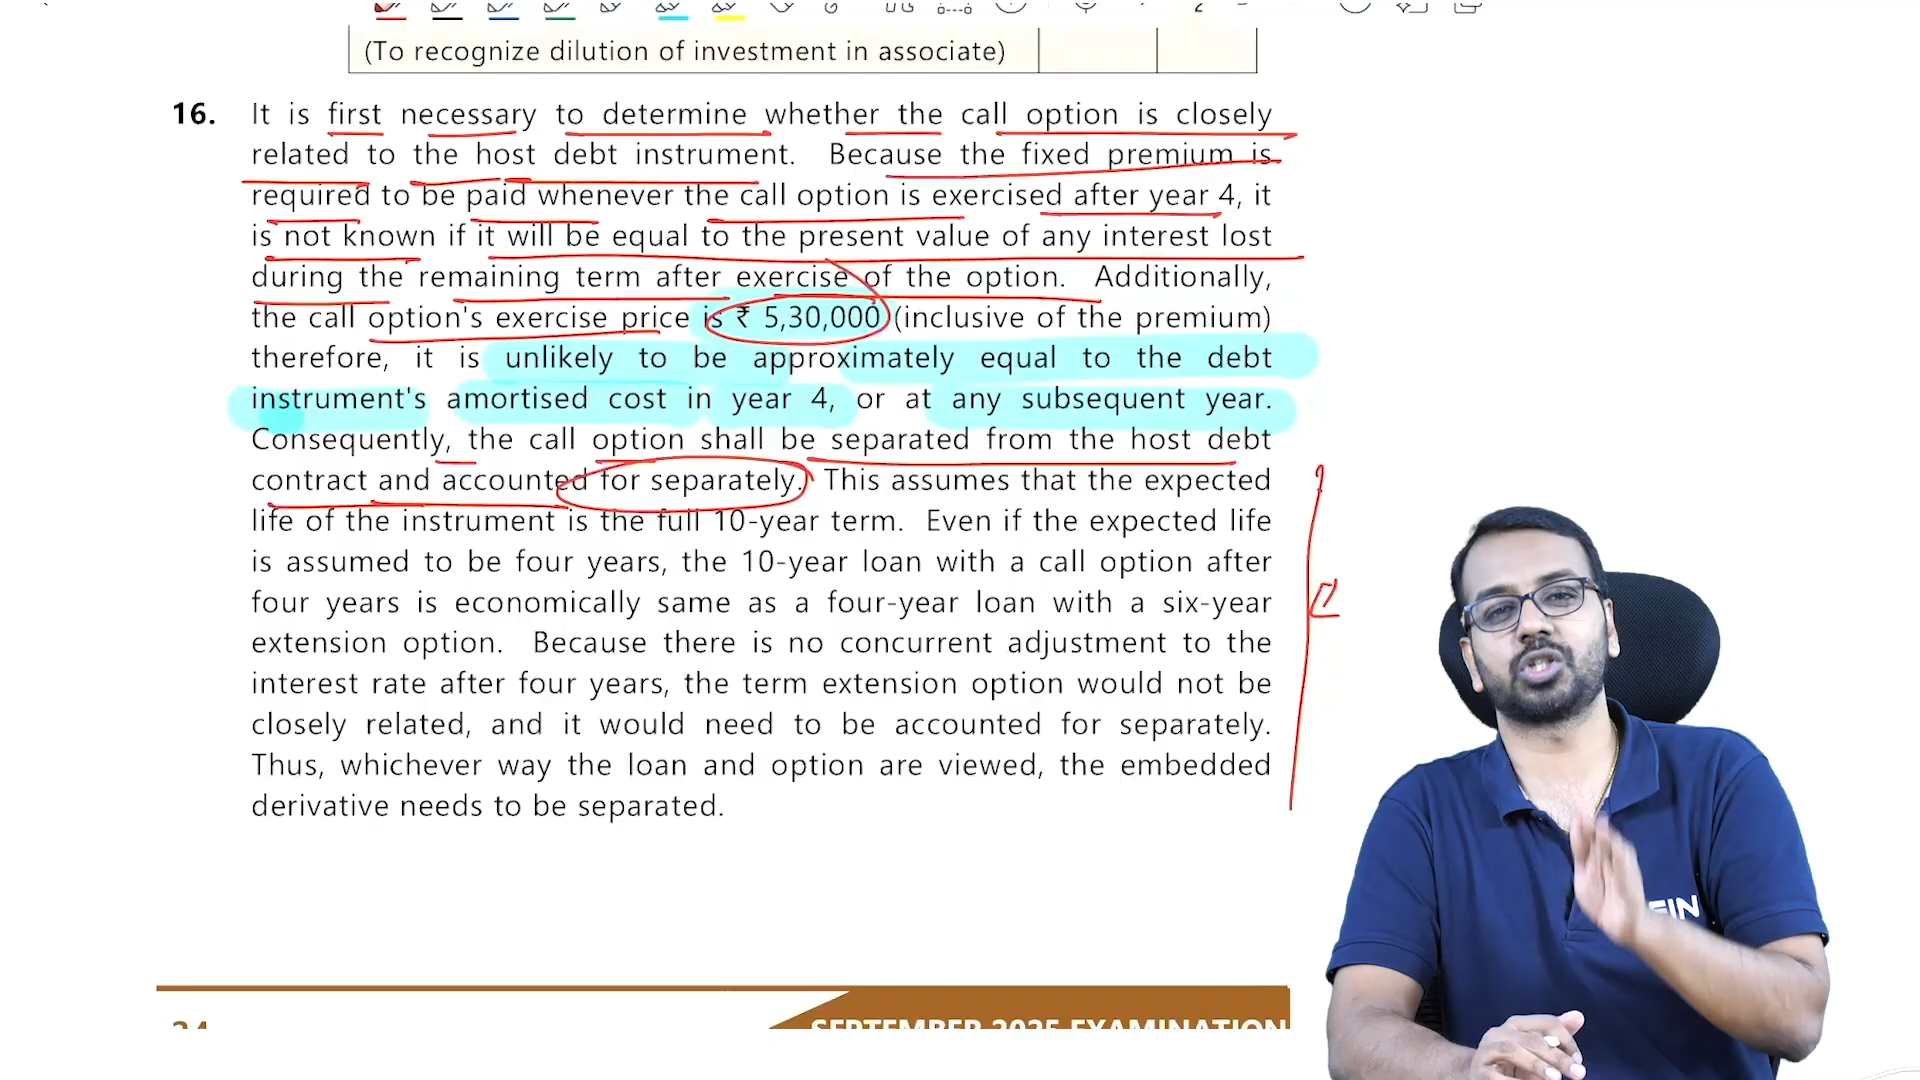 (To recognize dilution of investment in associate)
16. It is first necessary to determine whether the call option is closely
related to the host debt instrument. Because the fixed premium is
required to be paid whenever the call option is exercised after year 4, it
is not known if it will be equal to the present value of any interest lost
during the remaining term after exercise of the option. Additionally,
the call option's exercise price is ₹ 5,30,000 (inclusive of the premium)
therefore, it is unlikely to be approximately equal to the debt
instrument's amortised cost in year 4, or at any subsequent year.
Consequently, the call option shall be separated from the host debt
contract and accounted for separately. This assumes that the expected
life of the instrument is the full 10-year term. Even if the expected life
is assumed to be four years, the 10-year loan with a call option after
four years is economically same as a four-year loan with a six-year
extension option. Because there is no concurrent adjustment to the
interest rate after four years, the term extension option would not be
closely related, and it would need to be accounted for separately.
Thus, whichever way the loan and option are viewed, the embedded
derivative needs to be separated.
SEPTEMBER 2025 EXAMINATION